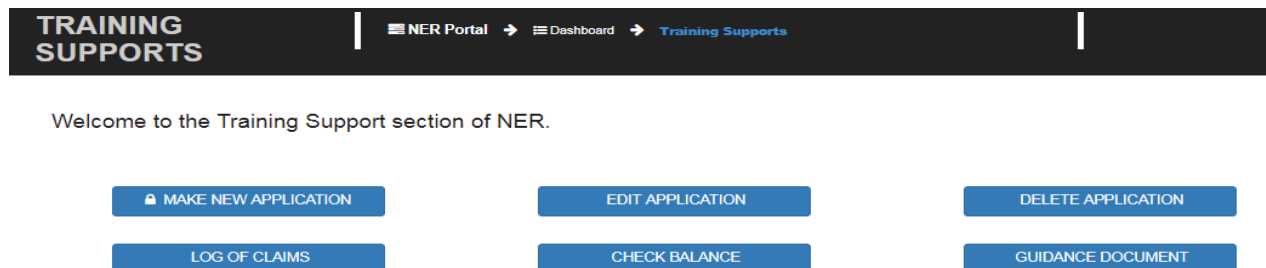 TRAINING
SUPPORTS
NER Portal Dashboard Training Supports
Welcome to the Training Support section of NER.
MAKE NEW APPLICATION EDIT APPLICATION DELETE APPLICATION
LOG OF CLAIMS CHECK BALANCE GUIDANCE DOCUMENT